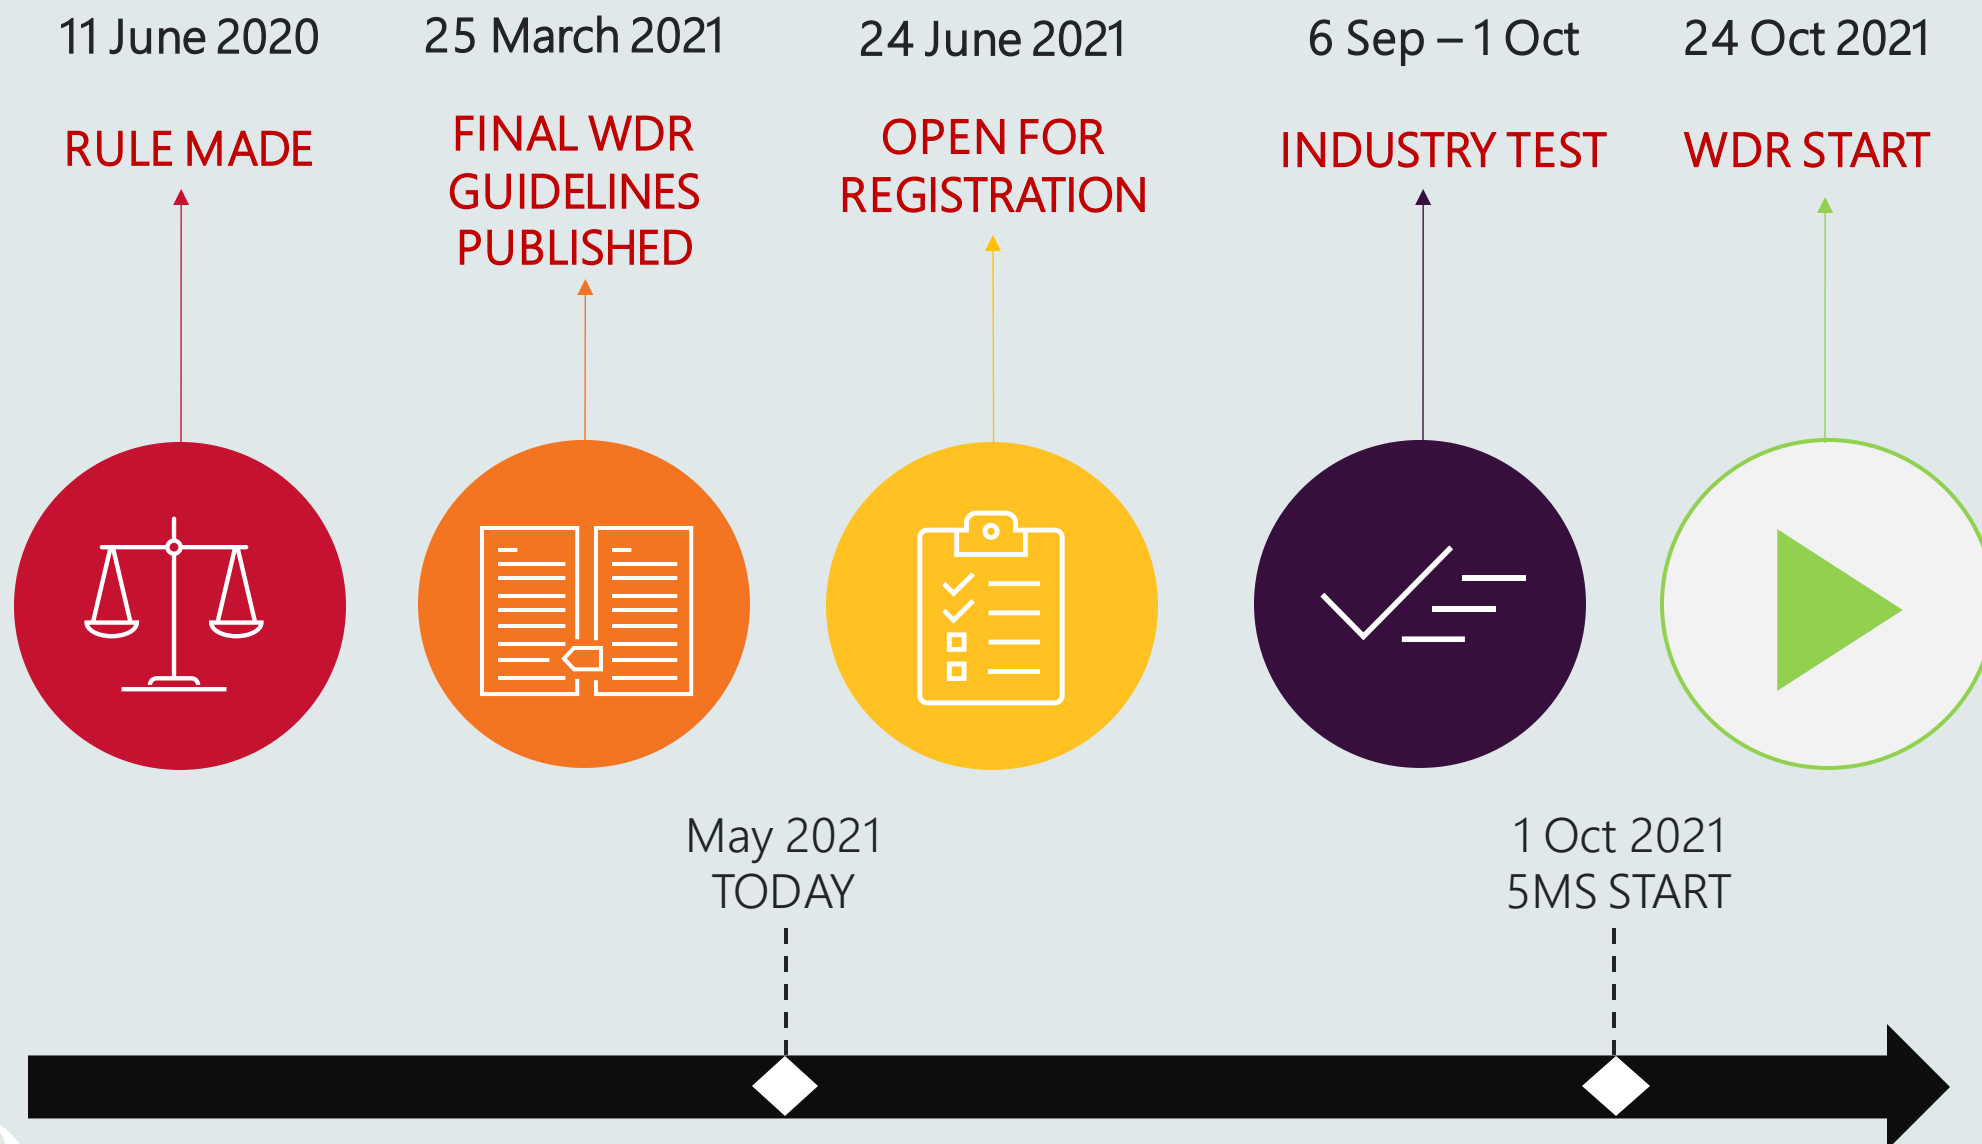 11 June 2020
RULE MADE
25 March 2021
FINAL WDR
GUIDELINES
PUBLISHED
24 June 2021
OPEN FOR
REGISTRATION
6 Sep – 1 Oct
INDUSTRY TEST
24 Oct 2021
WDR START
May 2021
TODAY
1 Oct 2021
5MS START